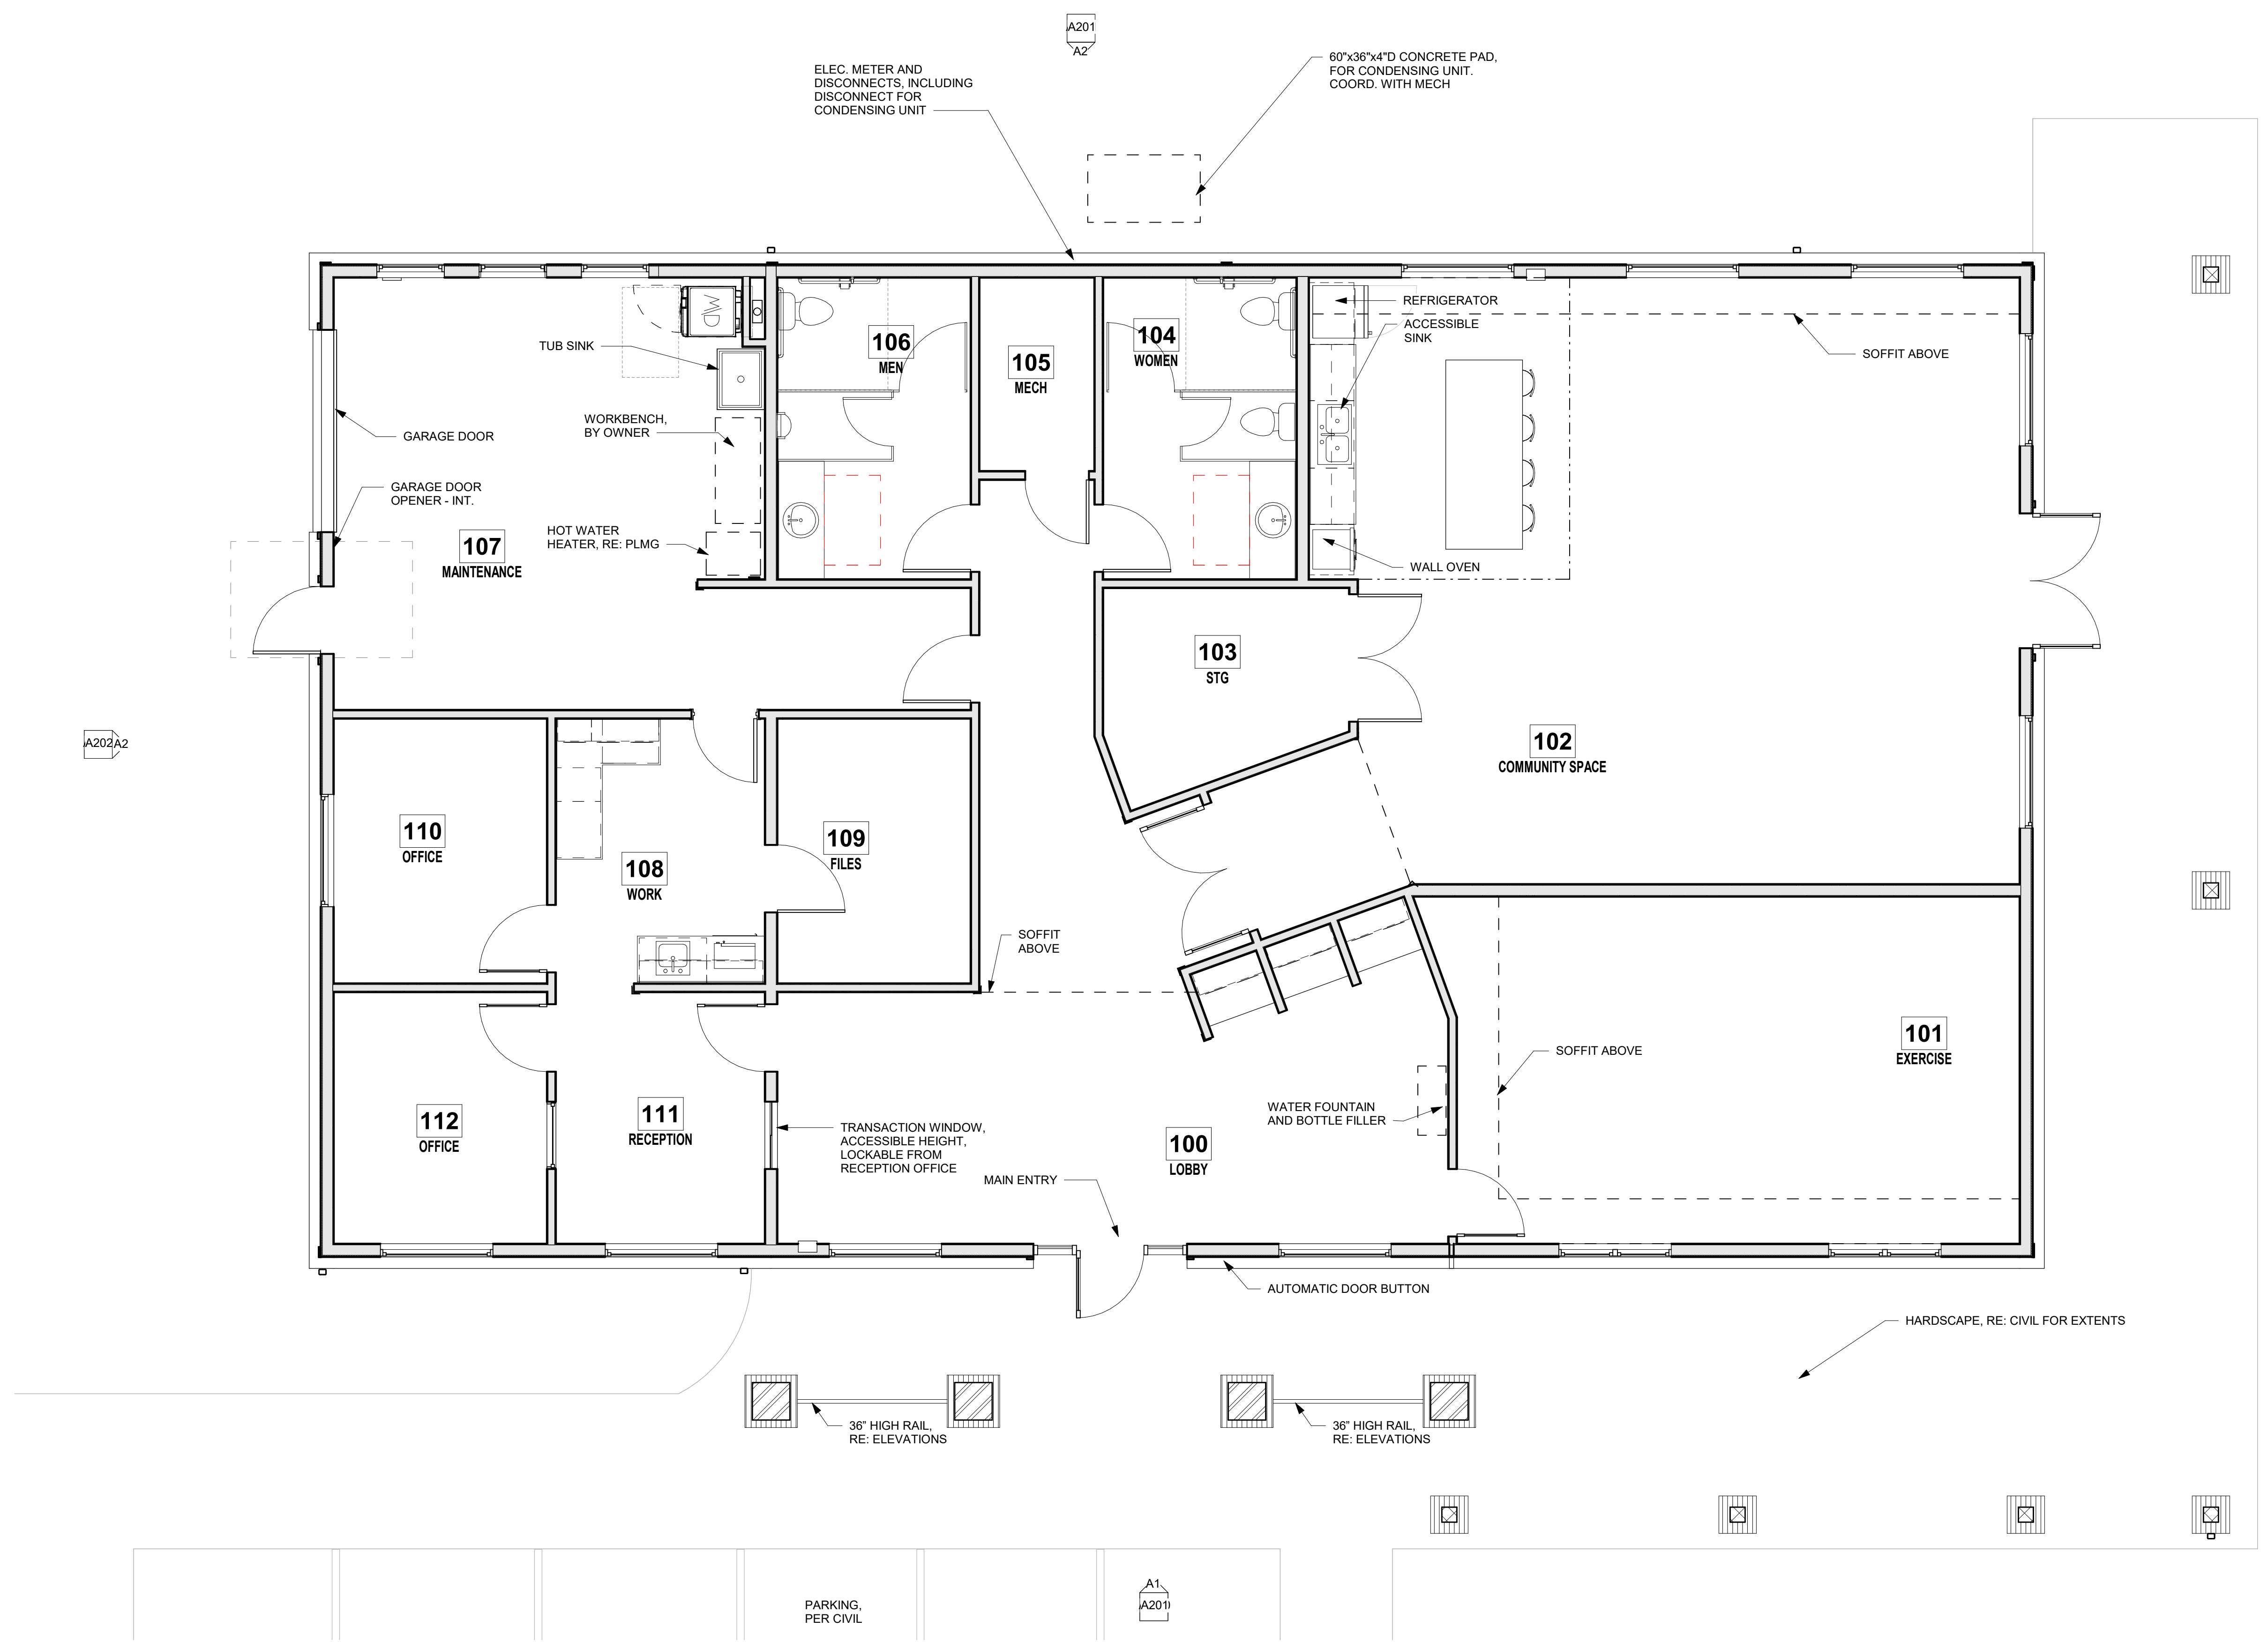 A201
A2
ELEC. METER AND
DISCONNECTS, INCLUDING
DISCONNECT FOR
CONDENSING UNIT
60"x36"x4"D CONCRETE PAD,
FOR CONDENSING UNIT.
COORD. WITH MECH
REFRIGERATOR
ACCESSIBLE
SINK
SOFFIT ABOVE
TUB SINK
106
MEN
105
MECH
104
WOMEN
GARAGE DOOR
WORKBENCH,
BY OWNER
GARAGE DOOR
OPENER - INT.
107
MAINTENANCE
HOT WATER
HEATER, RE: PLMG
WALL OVEN
103
STG
A202
A2
102
COMMUNITY SPACE
110
OFFICE
108
WORK
109
FILES
SOFFIT
ABOVE
101
EXERCISE
SOFFIT ABOVE
112
OFFICE
111
RECEPTION
TRANSACTION WINDOW,
ACCESSIBLE HEIGHT,
LOCKABLE FROM
RECEPTION OFFICE
WATER FOUNTAIN
AND BOTTLE FILLER
100
LOBBY
MAIN ENTRY
AUTOMATIC DOOR BUTTON
HARDSCAPE, RE: CIVIL FOR EXTENTS
36" HIGH RAIL,
RE: ELEVATIONS
36" HIGH RAIL,
RE: ELEVATIONS
PARKING,
PER CIVIL
A1
A201